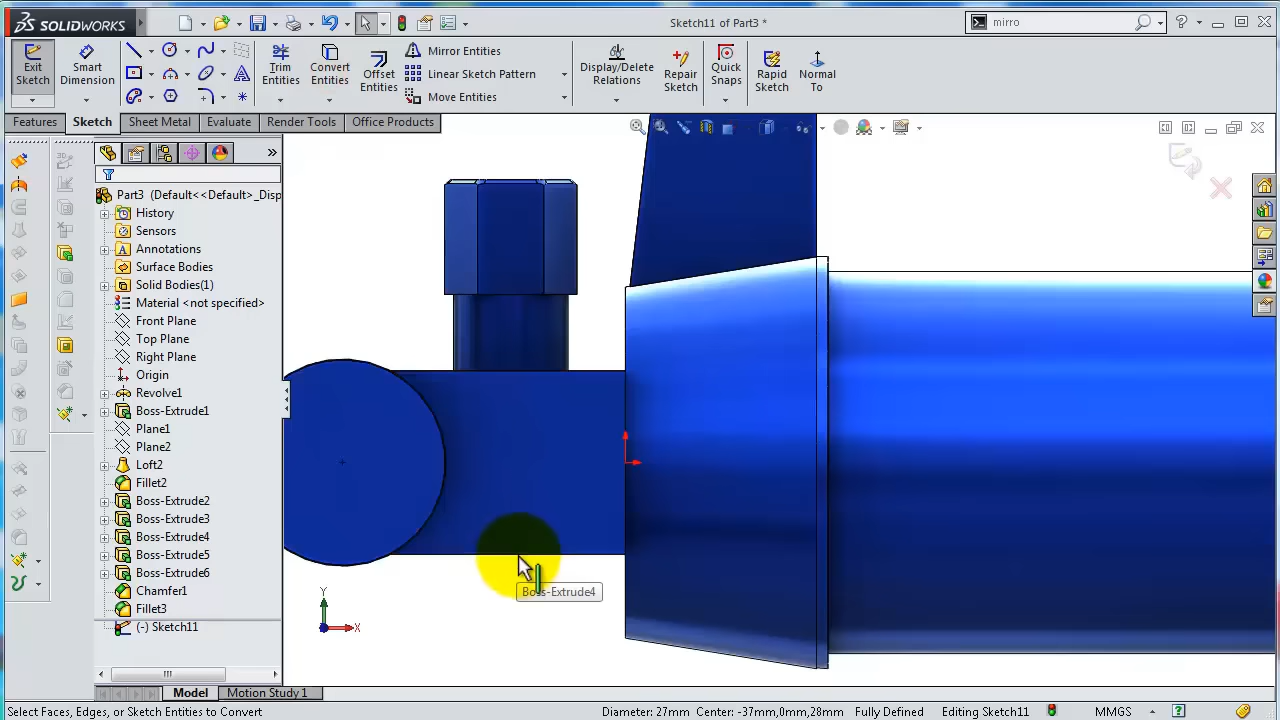 SOLIDWORKS
Sketch11 of Part3 *
mirro
Exit Sketch
Smart Dimension
Trim Entities
Convert Entities
Offset Entities
Mirror Entities
Linear Sketch Pattern
Move Entities
Display/Delete Relations
Repair Sketch
Quick Snaps
Rapid Sketch
Normal To
Features
Sketch
Sheet Metal
Evaluate
Render Tools
Office Products
Part3 (Default<<Default>_Disp
History
Sensors
Annotations
Surface Bodies
Solid Bodies(1)
Material <not specified>
Front Plane
Top Plane
Right Plane
Origin
Revolve1
Boss-Extrude1
Plane1
Plane2
Loft2
Fillet2
Boss-Extrude2
Boss-Extrude3
Boss-Extrude4
Boss-Extrude5
Boss-Extrude6
Chamfer1
Fillet3
(-) Sketch11
Boss-Extrude4
Y
X
Model
Motion Study 1
Select Faces, Edges, or Sketch Entities to Convert
Diameter: 27mm Center: -37mm,0mm,28mm
Fully Defined
Editing Sketch11
MMGS